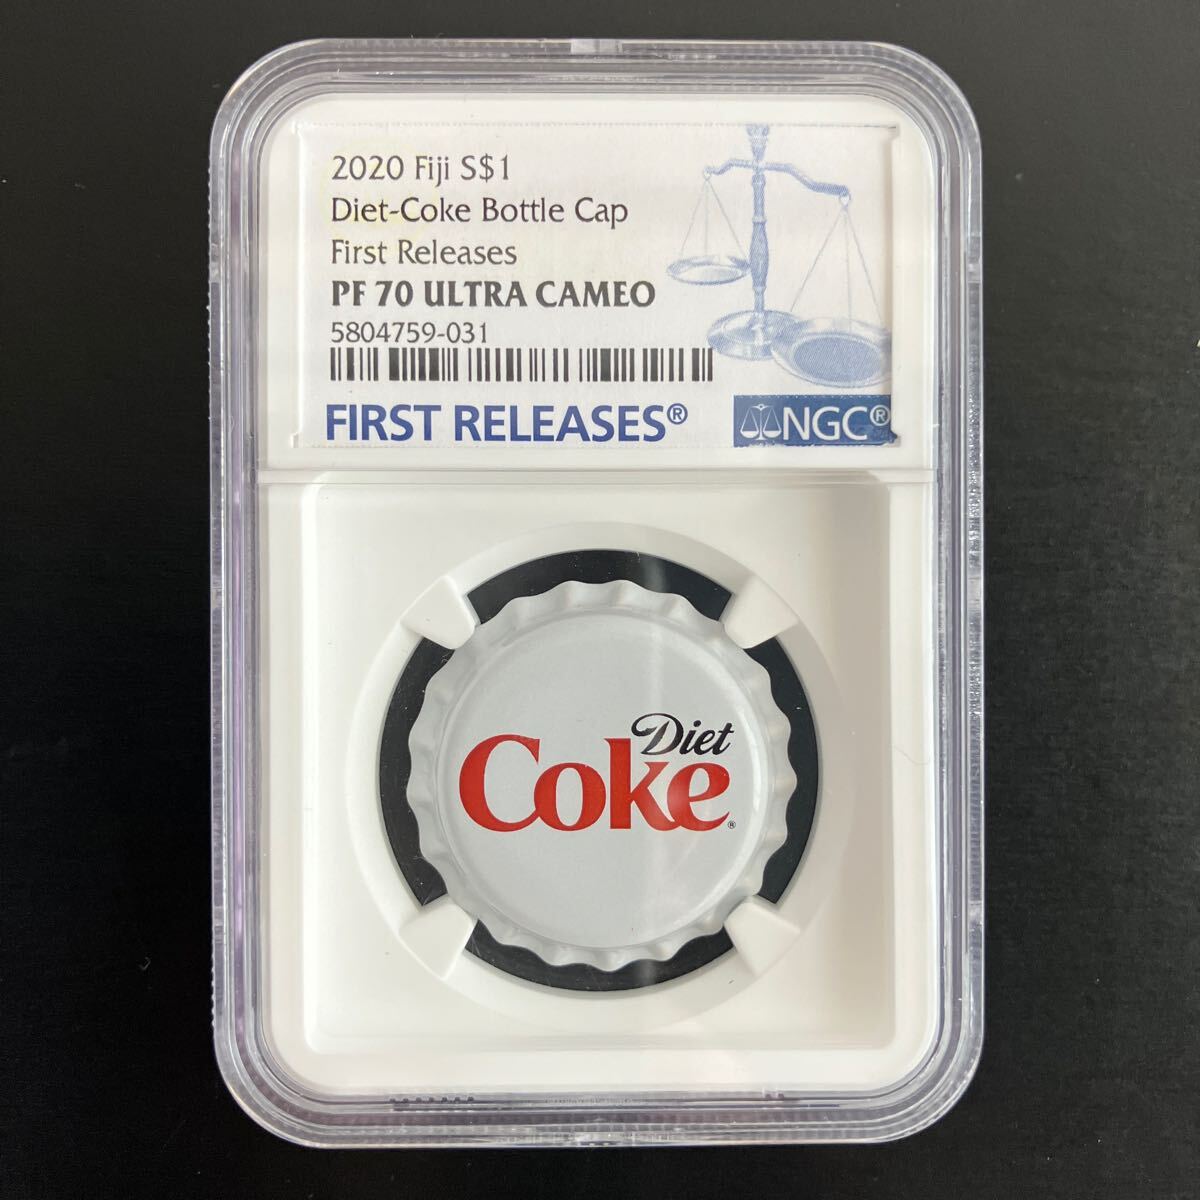 2020 Fiji S$1
Diet-Coke Bottle Cap
First Releases
PF 70 ULTRA CAMEO
5804759-031
FIRST RELEASES®
NGC®
Diet
Coke®